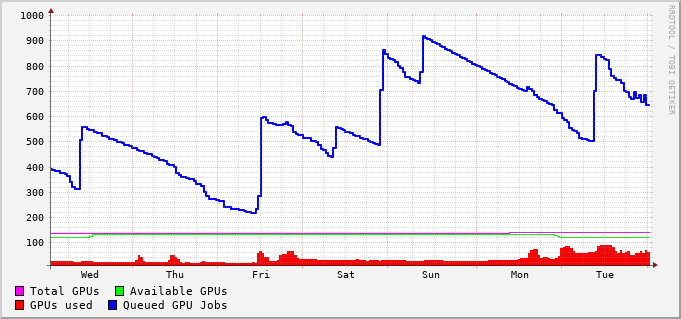 1000
900
800
700
600
500
400
300
200
100
Wed Thu Fri Sat Sun Mon Tue
Total GPUs Available GPUs
GPUs used Queued GPU Jobs
RRDTOOL / TOBI OETIKER